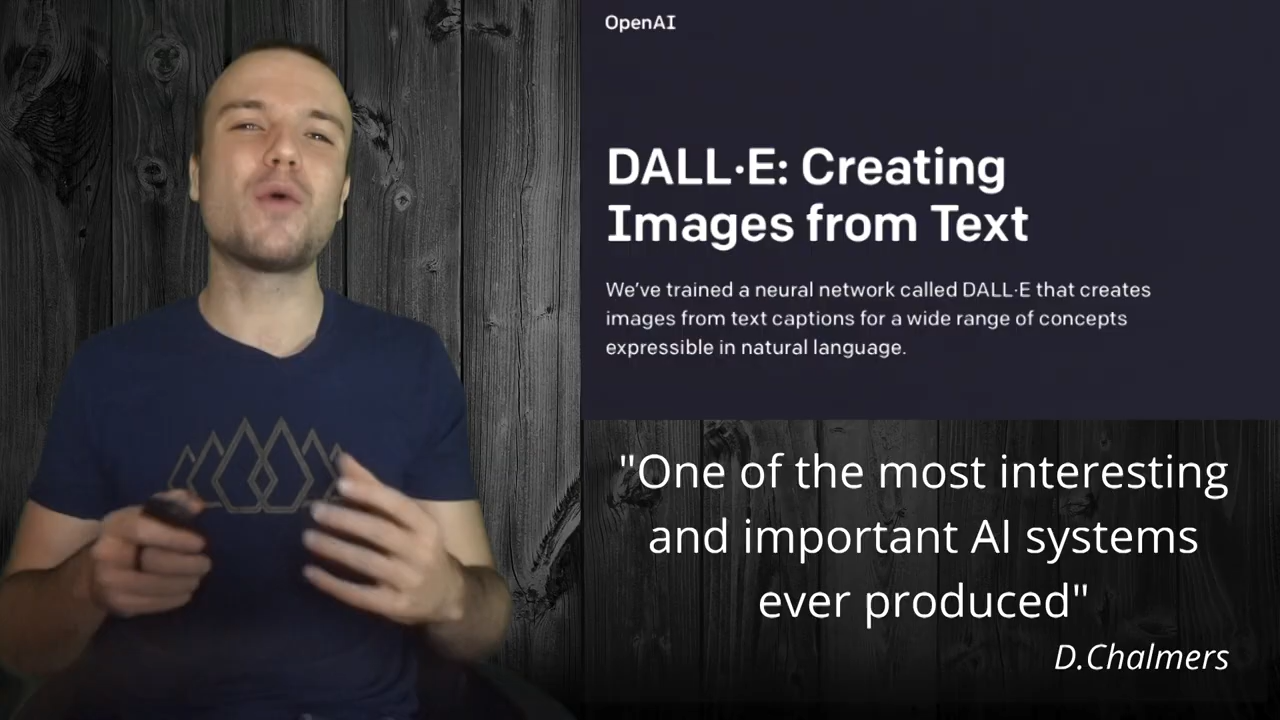 OpenAI
DALL·E: Creating
Images from Text
We've trained a neural network called DALL·E that creates
images from text captions for a wide range of concepts
expressible in natural language.
"One of the most interesting
and important AI systems
ever produced"
D.Chalmers